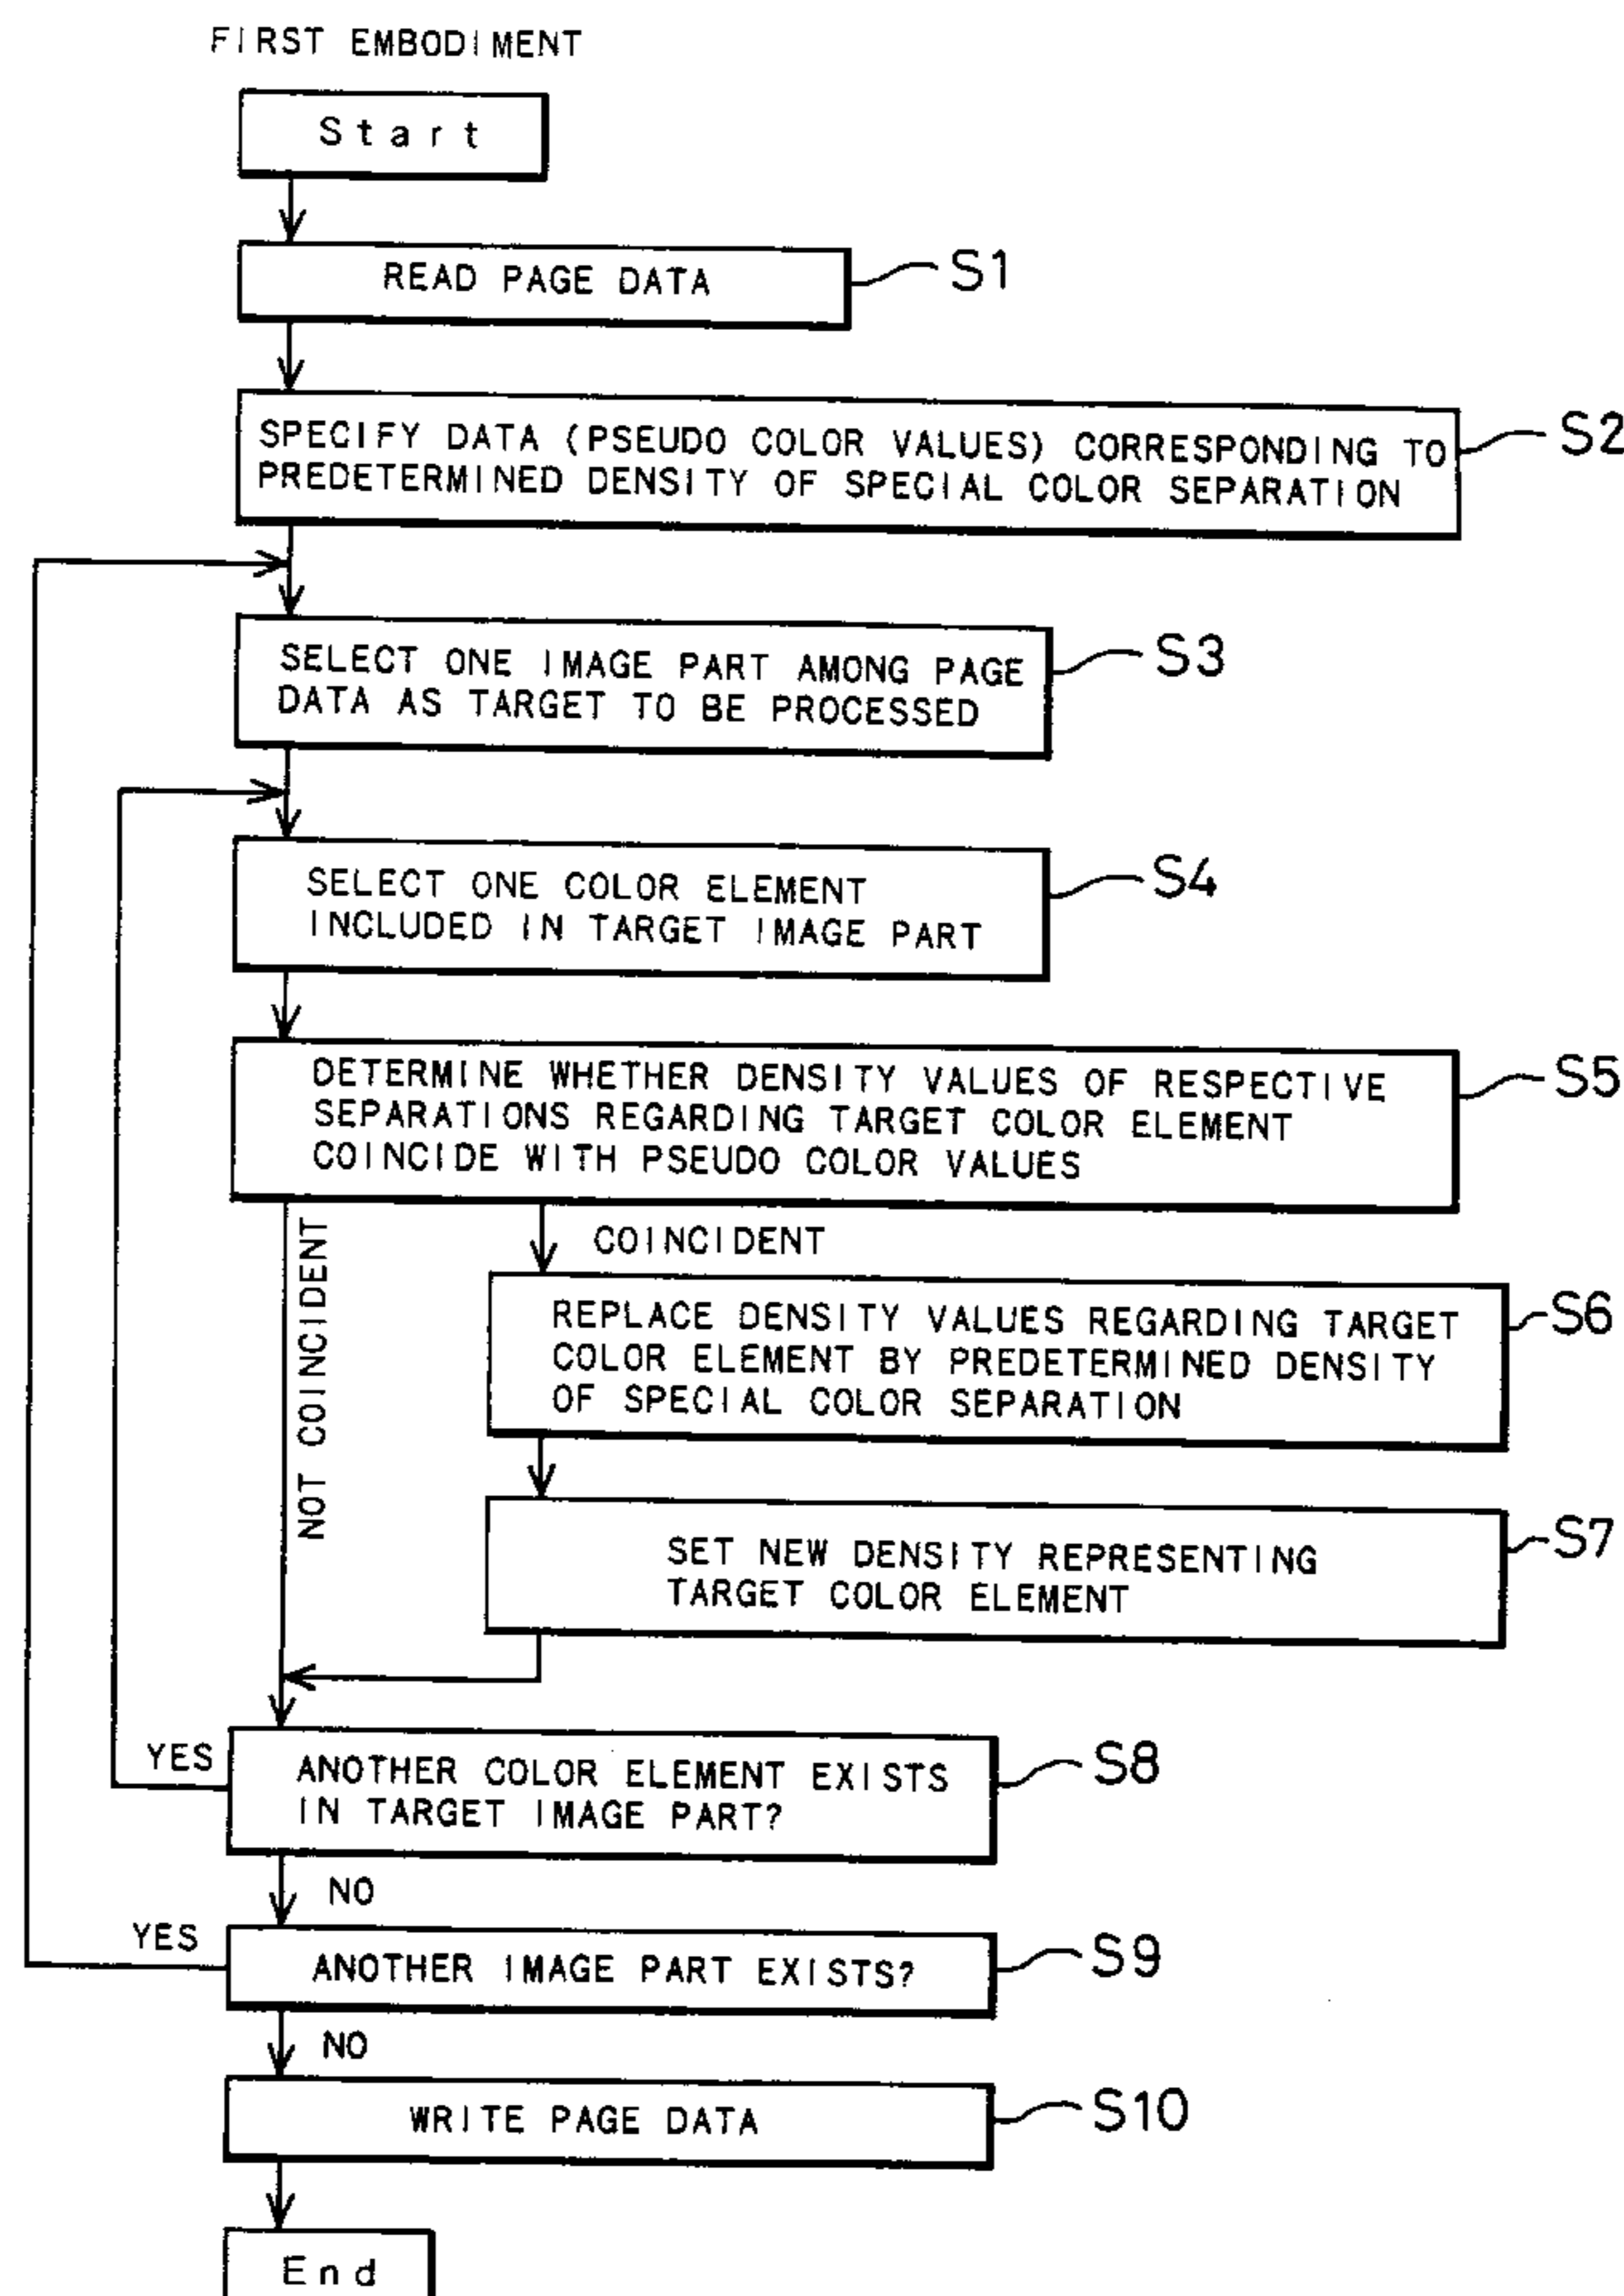 FIRST EMBODIMENT
Start
READ PAGE DATA
S1
SPECIFY DATA (PSEUDO COLOR VALUES) CORRESPONDING TO
PREDETERMINED DENSITY OF SPECIAL COLOR SEPARATION
S2
SELECT ONE IMAGE PART AMONG PAGE
DATA AS TARGET TO BE PROCESSED
S3
SELECT ONE COLOR ELEMENT
INCLUDED IN TARGET IMAGE PART
S4
DETERMINE WHETHER DENSITY VALUES OF RESPECTIVE
SEPARATIONS REGARDING TARGET COLOR ELEMENT
COINCIDE WITH PSEUDO COLOR VALUES
S5
NOT COINCIDENT
COINCIDENT
REPLACE DENSITY VALUES REGARDING TARGET
COLOR ELEMENT BY PREDETERMINED DENSITY
OF SPECIAL COLOR SEPARATION
S6
SET NEW DENSITY REPRESENTING
TARGET COLOR ELEMENT
S7
YES
ANOTHER COLOR ELEMENT EXISTS
IN TARGET IMAGE PART?
S8
NO
YES
ANOTHER IMAGE PART EXISTS?
S9
NO
WRITE PAGE DATA
S10
End